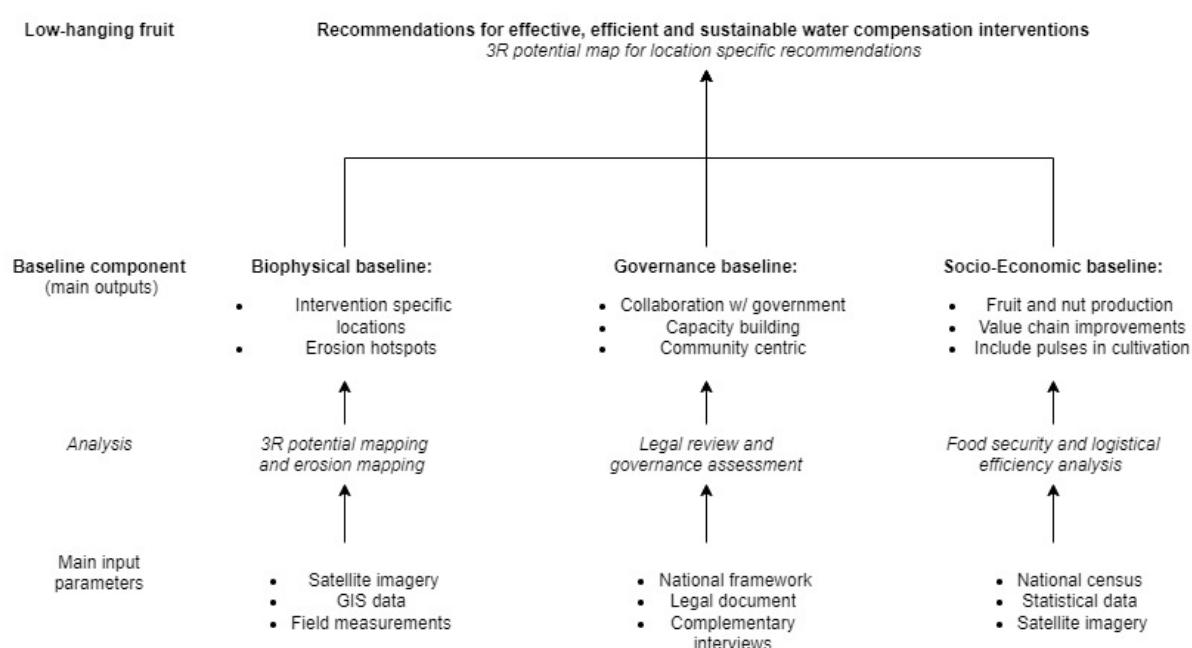 Low-hanging fruit
Recommendations for effective, efficient and sustainable water compensation interventions
3R potential map for location specific recommendations
Baseline component
(main outputs)
Biophysical baseline:
• Intervention specific
locations
• Erosion hotspots
Governance baseline:
• Collaboration w/ government
• Capacity building
• Community centric
Socio-Economic baseline:
• Fruit and nut production
• Value chain improvements
• Include pulses in cultivation
Analysis
3R potential mapping
and erosion mapping
Legal review and
governance assessment
Food security and logistical
efficiency analysis
Main input
parameters
• Satellite imagery
• GIS data
• Field measurements
• National framework
• Legal document
• Complementary
interviews
• National census
• Statistical data
• Satellite imagery